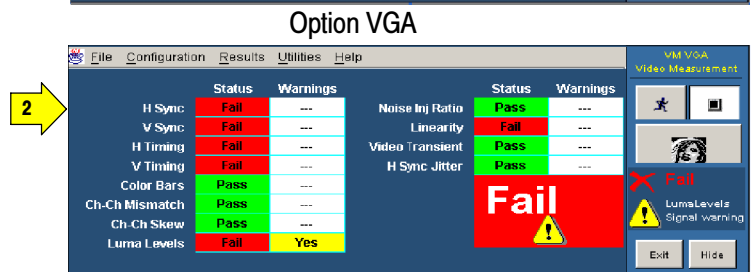 Option VGA
File Configuration Results Utilities Help
VM VGA
Video Measurement
2
Status Warnings Status Warnings
H Sync Fail --- Noise Inj Ratio Pass ---
V Sync Fail --- Linearity Fail ---
H Timing Fail --- Video Transient Pass ---
V Timing Fail --- H Sync Jitter Pass ---
Color Bars Pass ---
Ch-Ch Mismatch Pass ---
Ch-Ch Skew Pass ---
Luma Levels Fail Yes
Fail
Fail
LumaLevels
Signal warning
Exit Hide